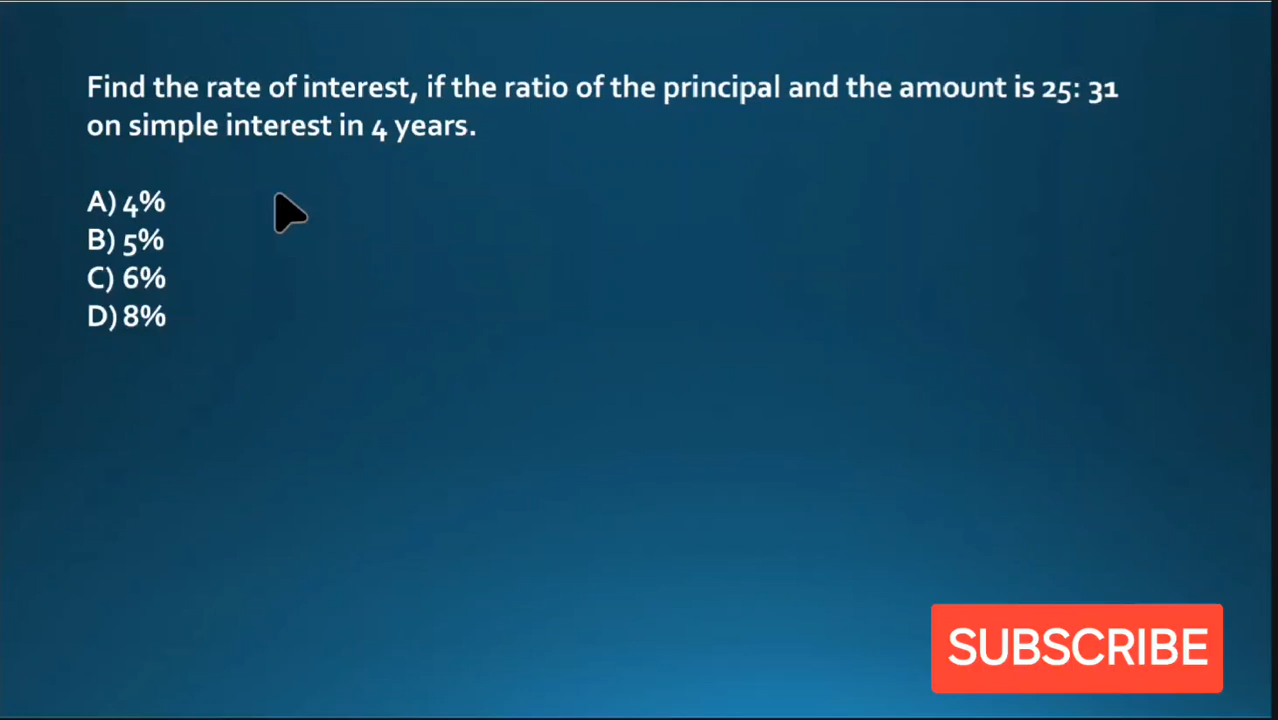 Find the rate of interest, if the ratio of the principal and the amount is 25: 31
on simple interest in 4 years.
A) 4%
B) 5%
C) 6%
D) 8%
SUBSCRIBE